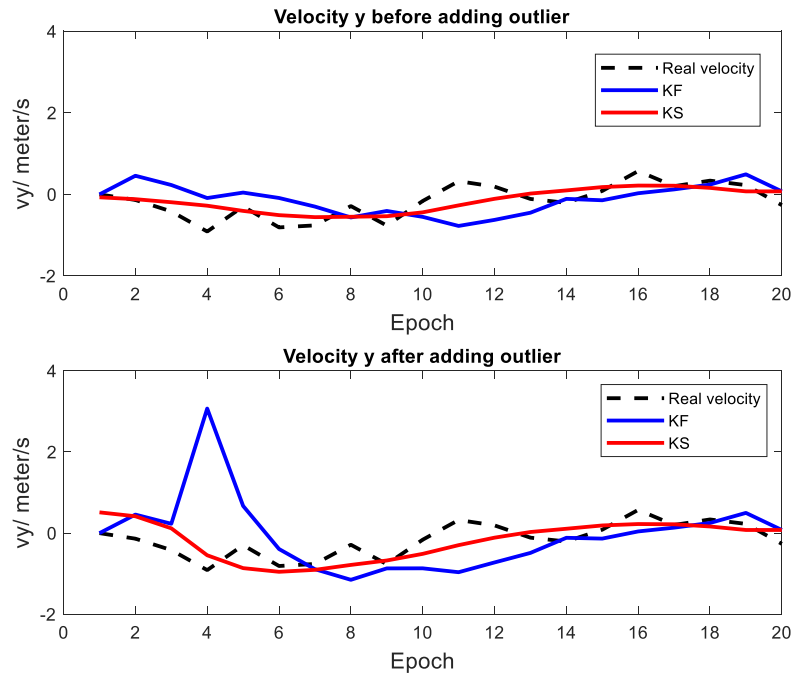 Velocity y before adding outlier
4
2
0
-2
vy/ meter/s
Real velocity
KF
KS
0 2 4 6 8 10 12 14 16 18 20
Epoch
Velocity y after adding outlier
4
2
0
-2
vy/ meter/s
Real velocity
KF
KS
0 2 4 6 8 10 12 14 16 18 20
Epoch